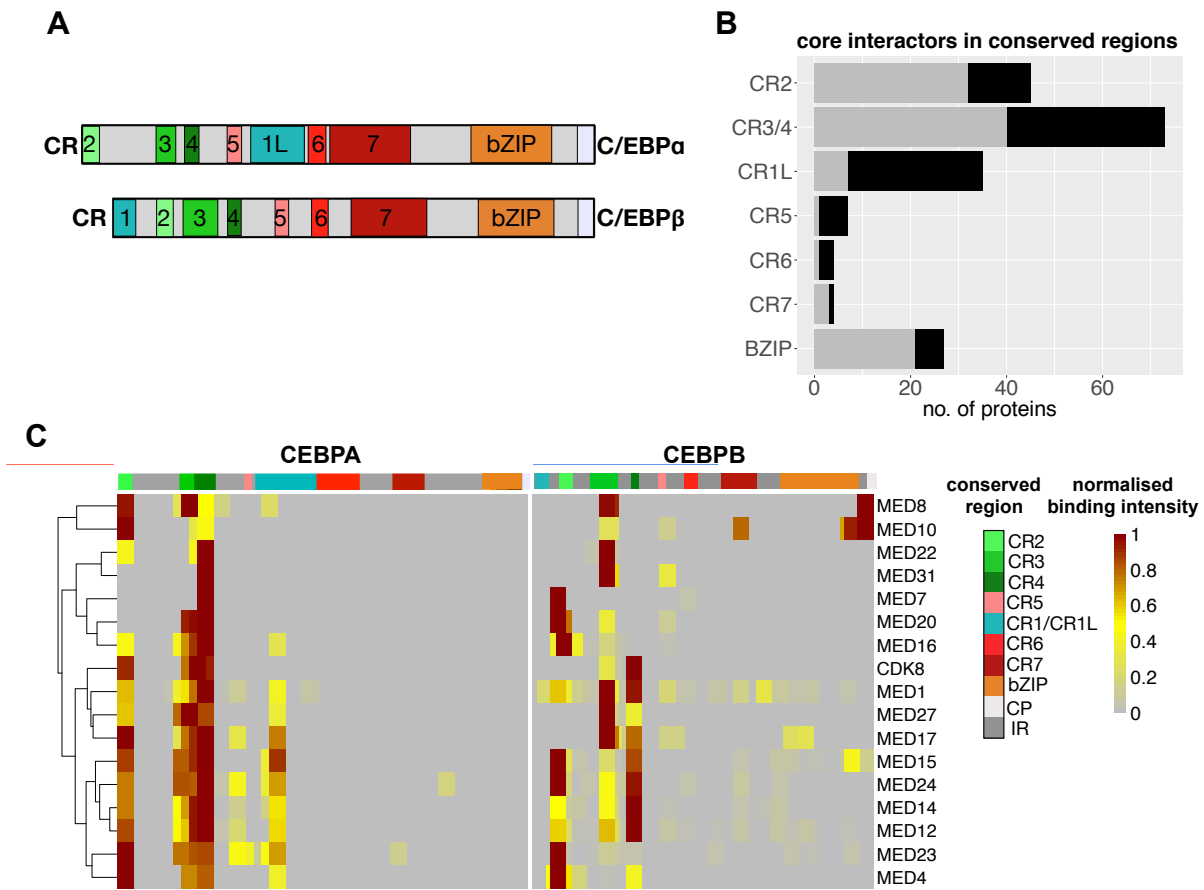 A
CR 2 3 4 5 1L 6 7 bZIP C/EBPα
CR 1 2 3 4 5 6 7 bZIP C/EBPβ
B
core interactors in conserved regions
CR2
CR3/4
CR1L
CR5
CR6
CR7
BZIP
0 20 40 60
no. of proteins
C
CEBPA CEBPB
MED8
MED10
MED22
MED31
MED7
MED20
MED16
CDK8
MED1
MED27
MED17
MED15
MED24
MED14
MED12
MED23
MED4
conserved
region
CR2
CR3
CR4
CR5
CR1/CR1L
CR6
CR7
bZIP
CP
IR
normalised
binding intensity
1
0.8
0.6
0.4
0.2
0